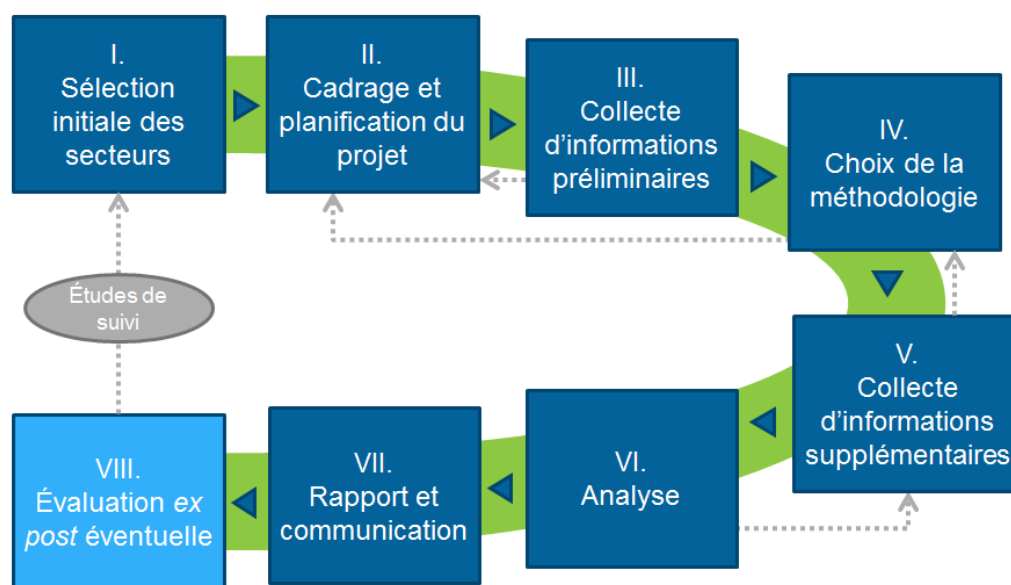 I.
Sélection
initiale des
secteurs
II.
Cadrage et
planification du
projet
III.
Collecte
d’informations
préliminaires
IV.
Choix de la
méthodologie
Études de
suivi
V.
Collecte
d’informations
supplémentaires
VI.
Analyse
VII.
Rapport et
communication
VIII.
Évaluation ex
post éventuelle